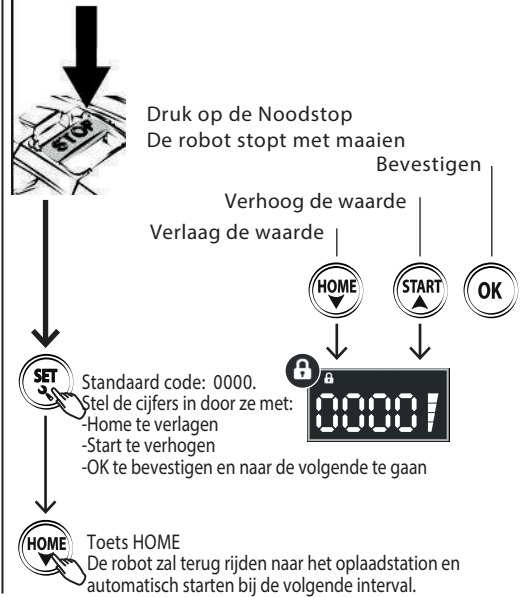 STOP
Druk op de Noodstop
De robot stopt met maaien
Bevestigen
Verhoog de waarde
Verlaag de waarde
HOME
START
OK
SET
Standaard code: 0000.
Stel de cijfers in door ze met:
-Home te verlagen
-Start te verhogen
-OK te bevestigen en naar de volgende te gaan
0000
HOME
Toets HOME
De robot zal terug rijden naar het oplaadstation en
automatisch starten bij de volgende interval.